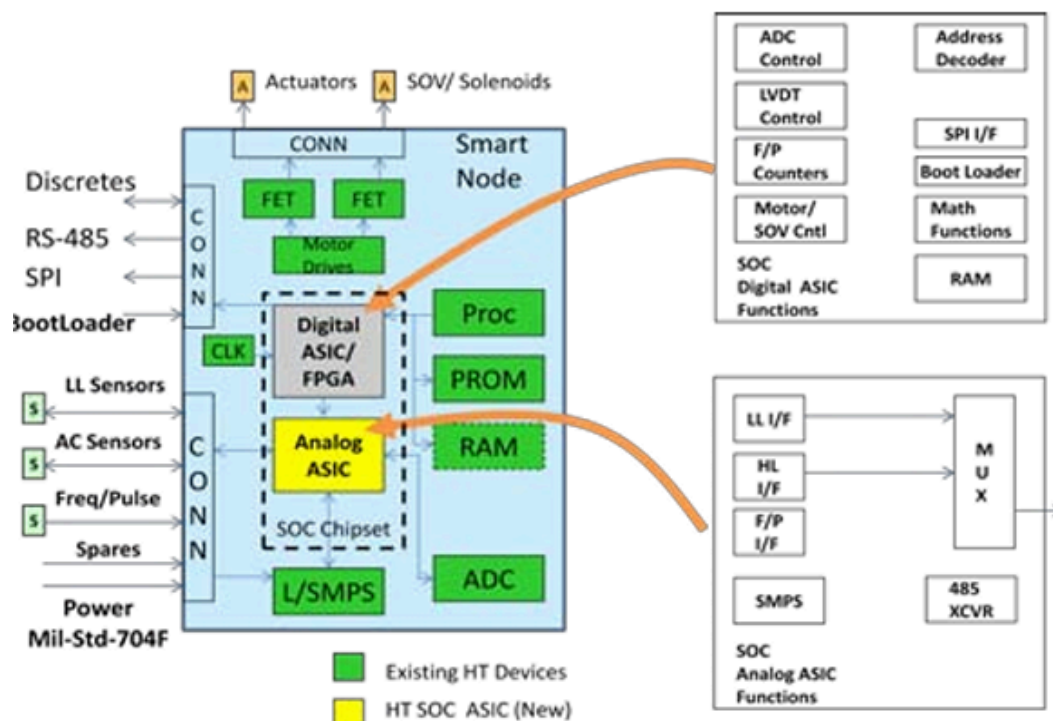 Actuators
SOV/ Solenoids
A
A
CONN
Smart
Node
FET
FET
Motor
Drives
Discretes
RS-485
SPI
BootLoader
C
O
N
N
CLK
Digital
ASIC/
FPGA
Proc
PROM
RAM
LL Sensors
AC Sensors
Freq/Pulse
Spares
Power
Mil-Std-704F
S
S
S
C
O
N
N
Analog
ASIC
SOC Chipset
L/SMPS
ADC
Existing HT Devices
HT SOC ASIC (New)
ADC
Control
LVDT
Control
F/P
Counters
Motor/
SOV Cntl
SOC
Digital ASIC
Functions
Address
Decoder
SPI I/F
Boot Loader
Math
Functions
RAM
LL I/F
HL
I/F
F/P
I/F
SMPS
M
U
X
485
XCVR
SOC
Analog ASIC
Functions